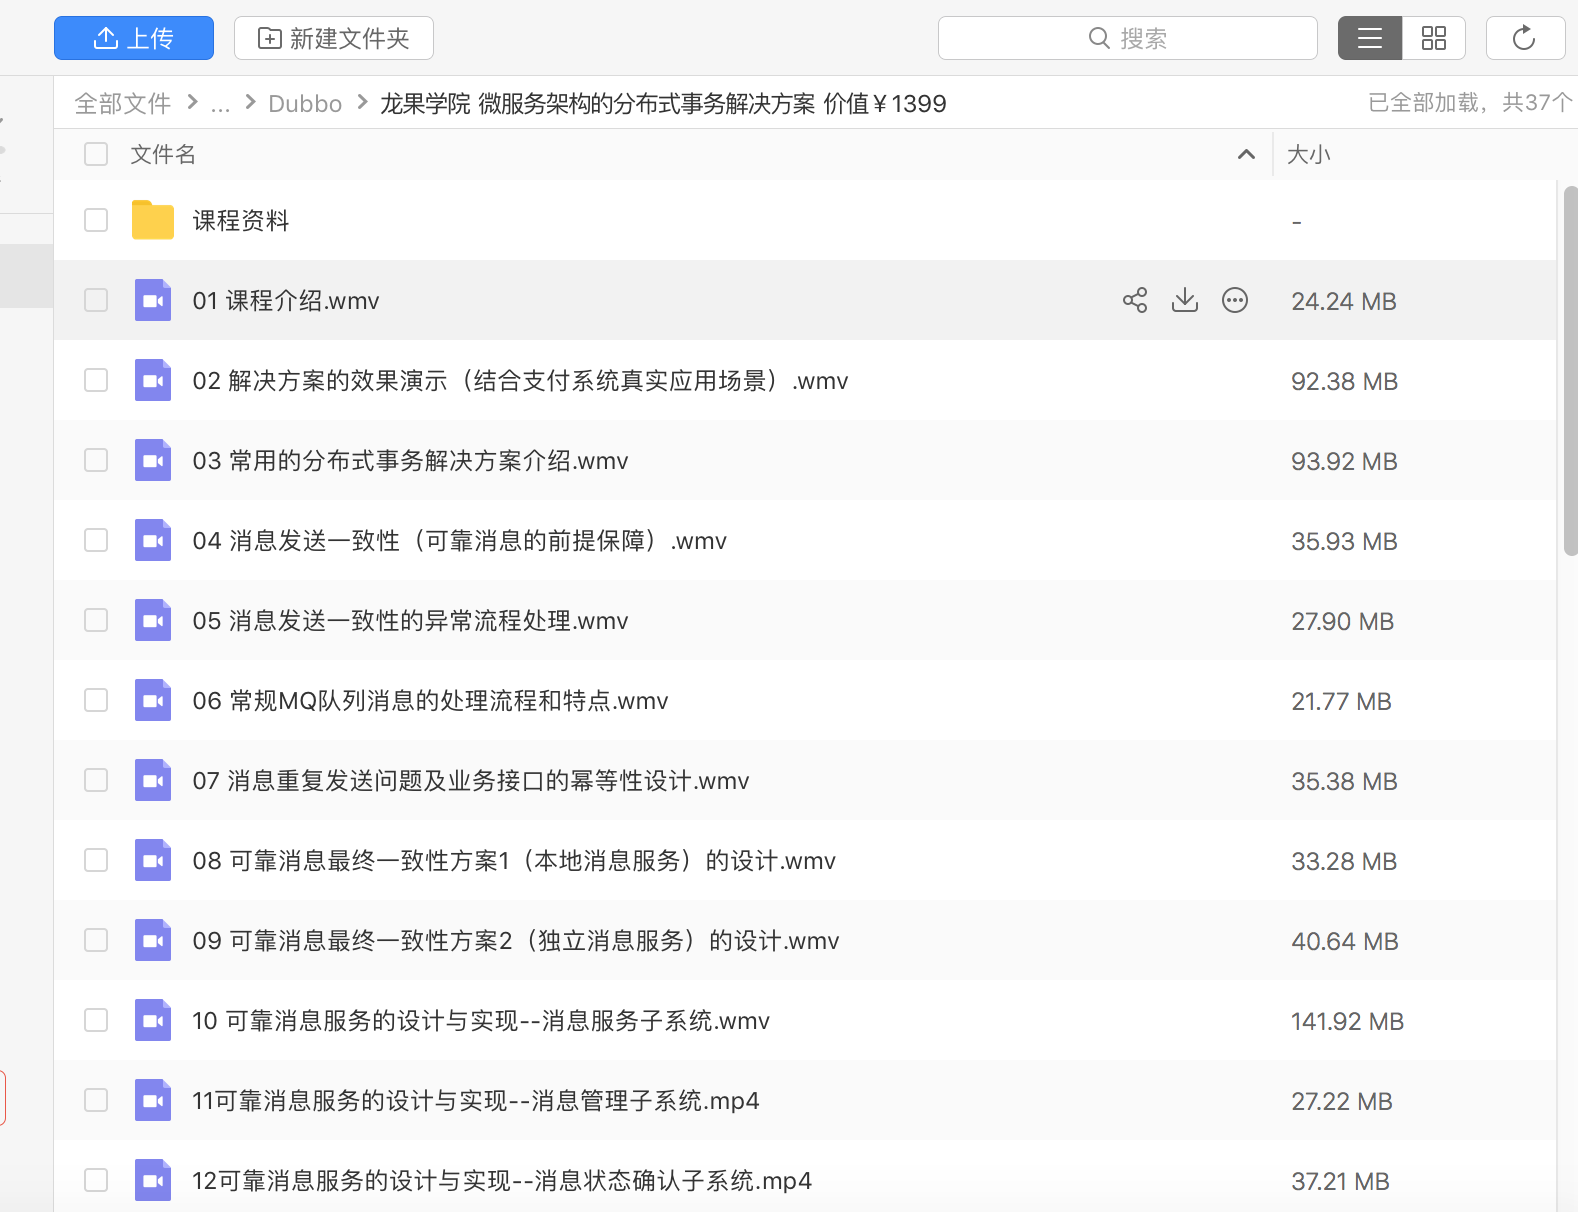 上传 新建文件夹 搜索
全部文件 > ... > Dubbo > 龙果学院 微服务架构的分布式事务解决方案 价值￥1399 已全部加载，共37个
文件名 大小
课程资料 -
01 课程介绍.wmv 24.24 MB
02 解决方案的效果演示（结合支付系统真实应用场景）.wmv 92.38 MB
03 常用的分布式事务解决方案介绍.wmv 93.92 MB
04 消息发送一致性（可靠消息的前提保障）.wmv 35.93 MB
05 消息发送一致性的异常流程处理.wmv 27.90 MB
06 常规MQ队列消息的处理流程和特点.wmv 21.77 MB
07 消息重复发送问题及业务接口的幂等性设计.wmv 35.38 MB
08 可靠消息最终一致性方案1（本地消息服务）的设计.wmv 33.28 MB
09 可靠消息最终一致性方案2（独立消息服务）的设计.wmv 40.64 MB
10 可靠消息服务的设计与实现--消息服务子系统.wmv 141.92 MB
11可靠消息服务的设计与实现--消息管理子系统.mp4 27.22 MB
12可靠消息服务的设计与实现--消息状态确认子系统.mp4 37.21 MB